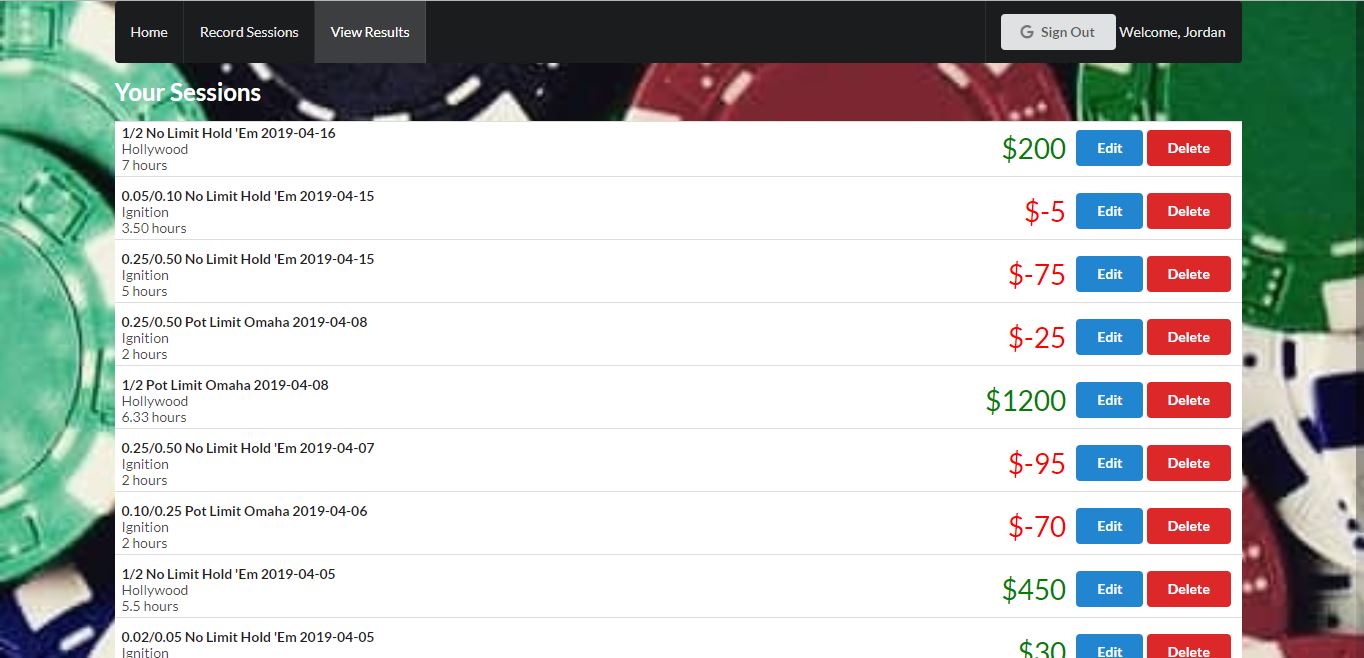 Home
Record Sessions
View Results
G Sign Out
Welcome, Jordan
Your Sessions
1/2 No Limit Hold 'Em 2019-04-16
Hollywood
7 hours
$200
Edit
Delete
0.05/0.10 No Limit Hold 'Em 2019-04-15
Ignition
3.50 hours
$-5
Edit
Delete
0.25/0.50 No Limit Hold 'Em 2019-04-15
Ignition
5 hours
$-75
Edit
Delete
0.25/0.50 Pot Limit Omaha 2019-04-08
Ignition
2 hours
$-25
Edit
Delete
1/2 Pot Limit Omaha 2019-04-08
Hollywood
6.33 hours
$1200
Edit
Delete
0.25/0.50 No Limit Hold 'Em 2019-04-07
Ignition
2 hours
$-95
Edit
Delete
0.10/0.25 Pot Limit Omaha 2019-04-06
Ignition
2 hours
$-70
Edit
Delete
1/2 No Limit Hold 'Em 2019-04-05
Hollywood
5.5 hours
$450
Edit
Delete
0.02/0.05 No Limit Hold 'Em 2019-04-05
Ignition
$30
Edit
Delete